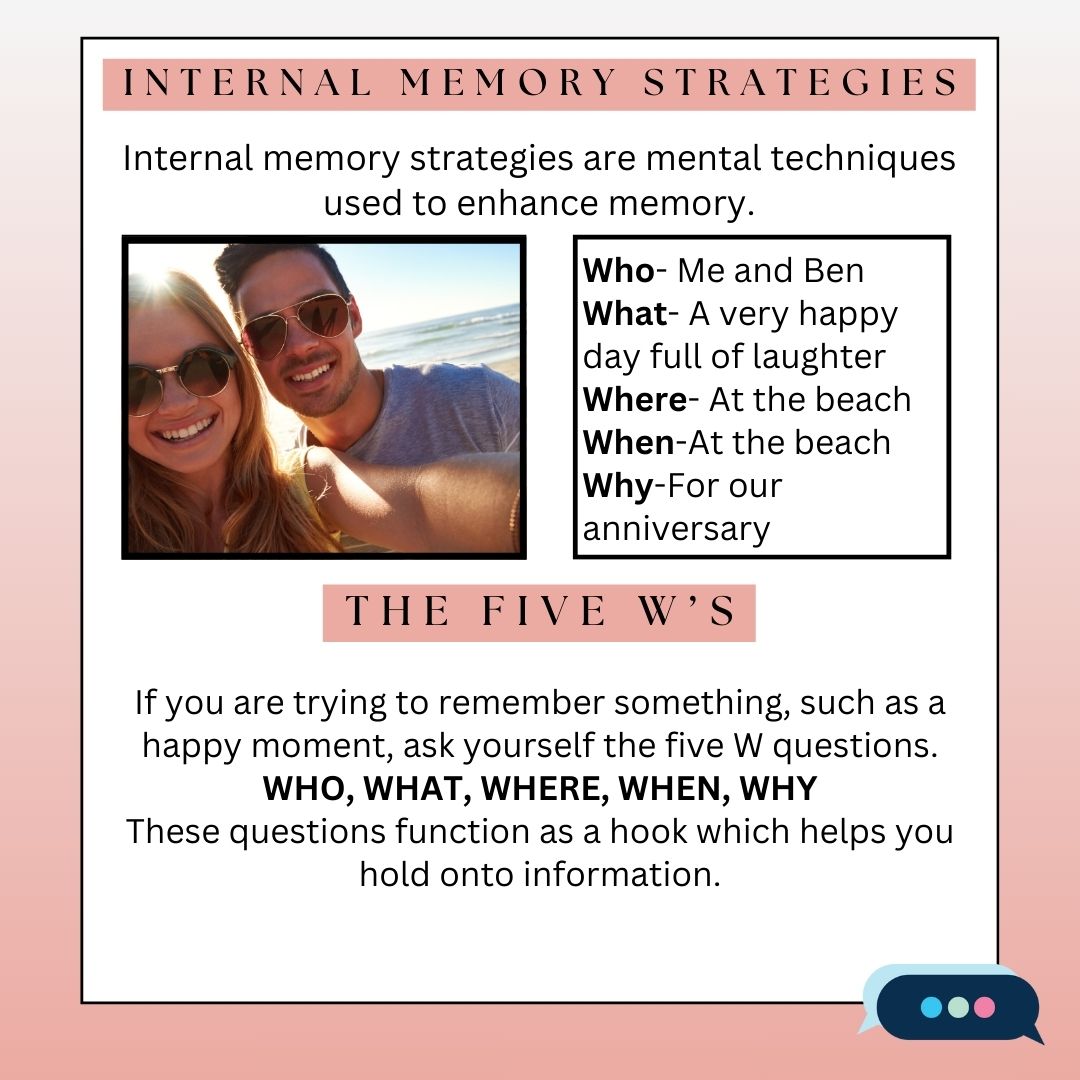 INTERNAL MEMORY STRATEGIES
Internal memory strategies are mental techniques
used to enhance memory.
Who- Me and Ben
What- A very happy
day full of laughter
Where- At the beach
When-At the beach
Why-For our
anniversary
THE FIVE W’S
If you are trying to remember something, such as a
happy moment, ask yourself the five W questions.
WHO, WHAT, WHERE, WHEN, WHY
These questions function as a hook which helps you
hold onto information.